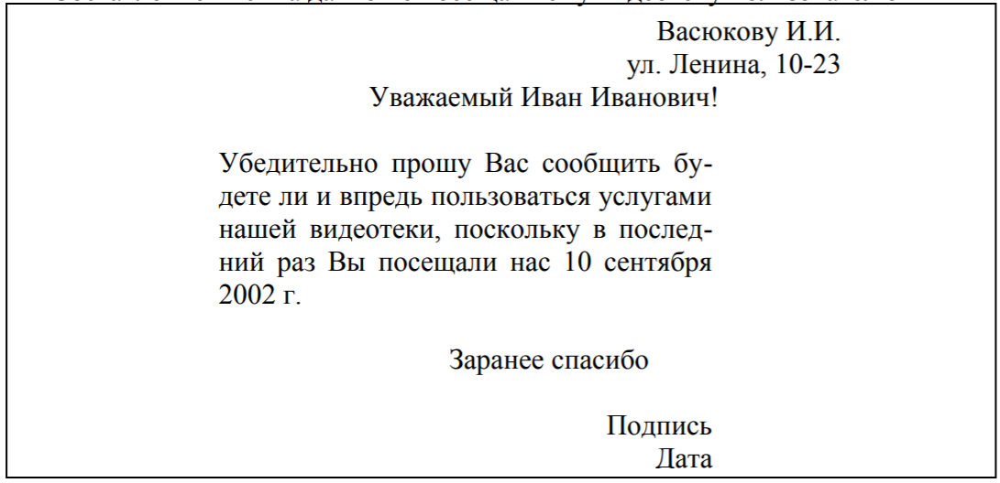 Васюкову И.И.
ул. Ленина, 10-23
Уважаемый Иван Иванович!
Убедительно прошу Вас сообщить бу-
дете ли и впредь пользоваться услугами
нашей видеотеки, поскольку в послед-
ний раз Вы посещали нас 10 сентября
2002 г.
Заранее спасибо
Подпись
Дата